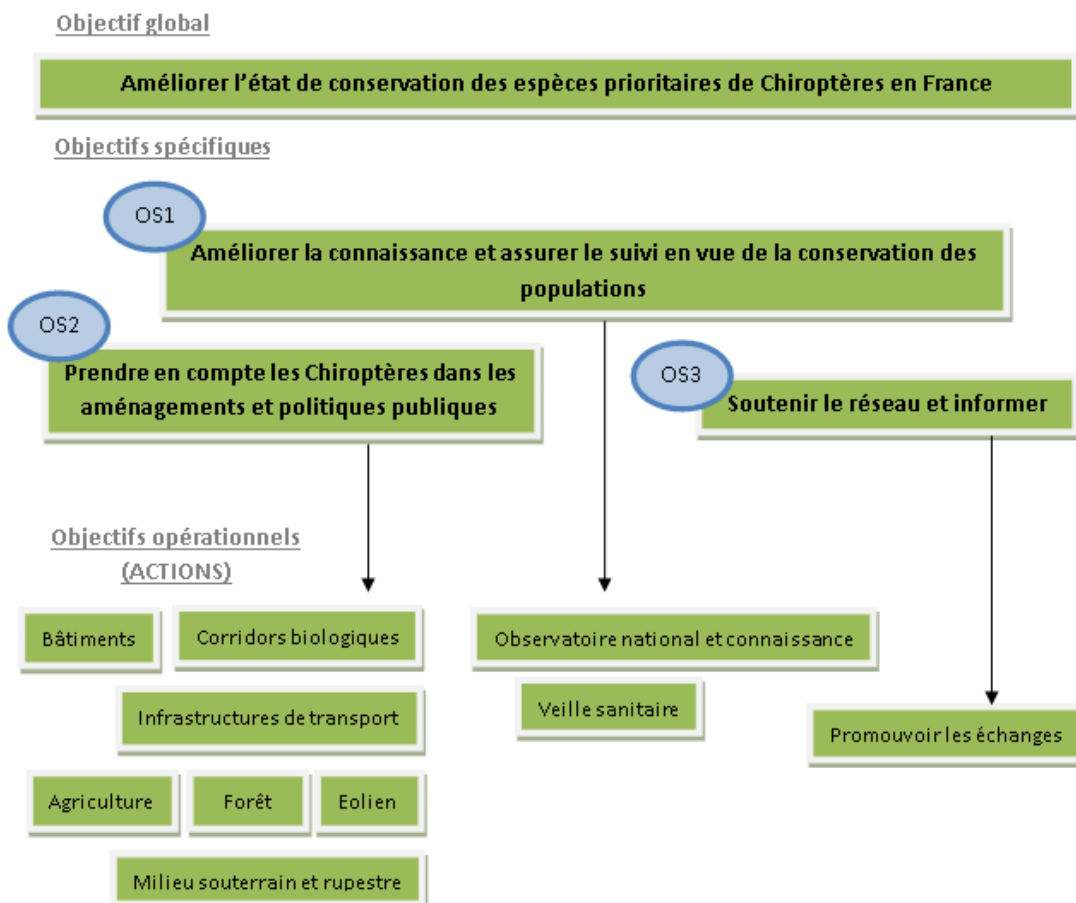 Objectif global
Améliorer l'état de conservation des espèces prioritaires de Chiroptères en France
Objectifs spécifiques
OS1
Améliorer la connaissance et assurer le suivi en vue de la conservation des
populations
OS2
Prendre en compte les Chiroptères dans les
aménagements et politiques publiques
OS3
Soutenir le réseau et informer
Objectifs opérationnels
(ACTIONS)
Bâtiments
Corridors biologiques
Observatoire national et connaissance
Infrastructures de transport
Veille sanitaire
Promouvoir les échanges
Agriculture
Forêt
Eolien
Milieu souterrain et rupestre